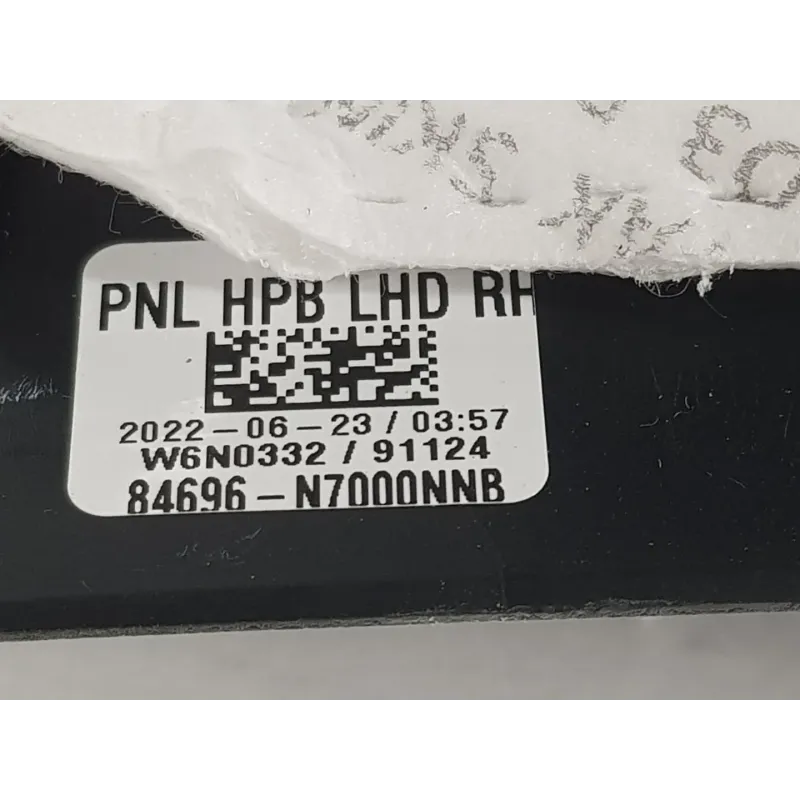 PNL HPB LHD RH
2022-06-23 / 03:57
W6N0332 / 91124
84696-N7000NNB